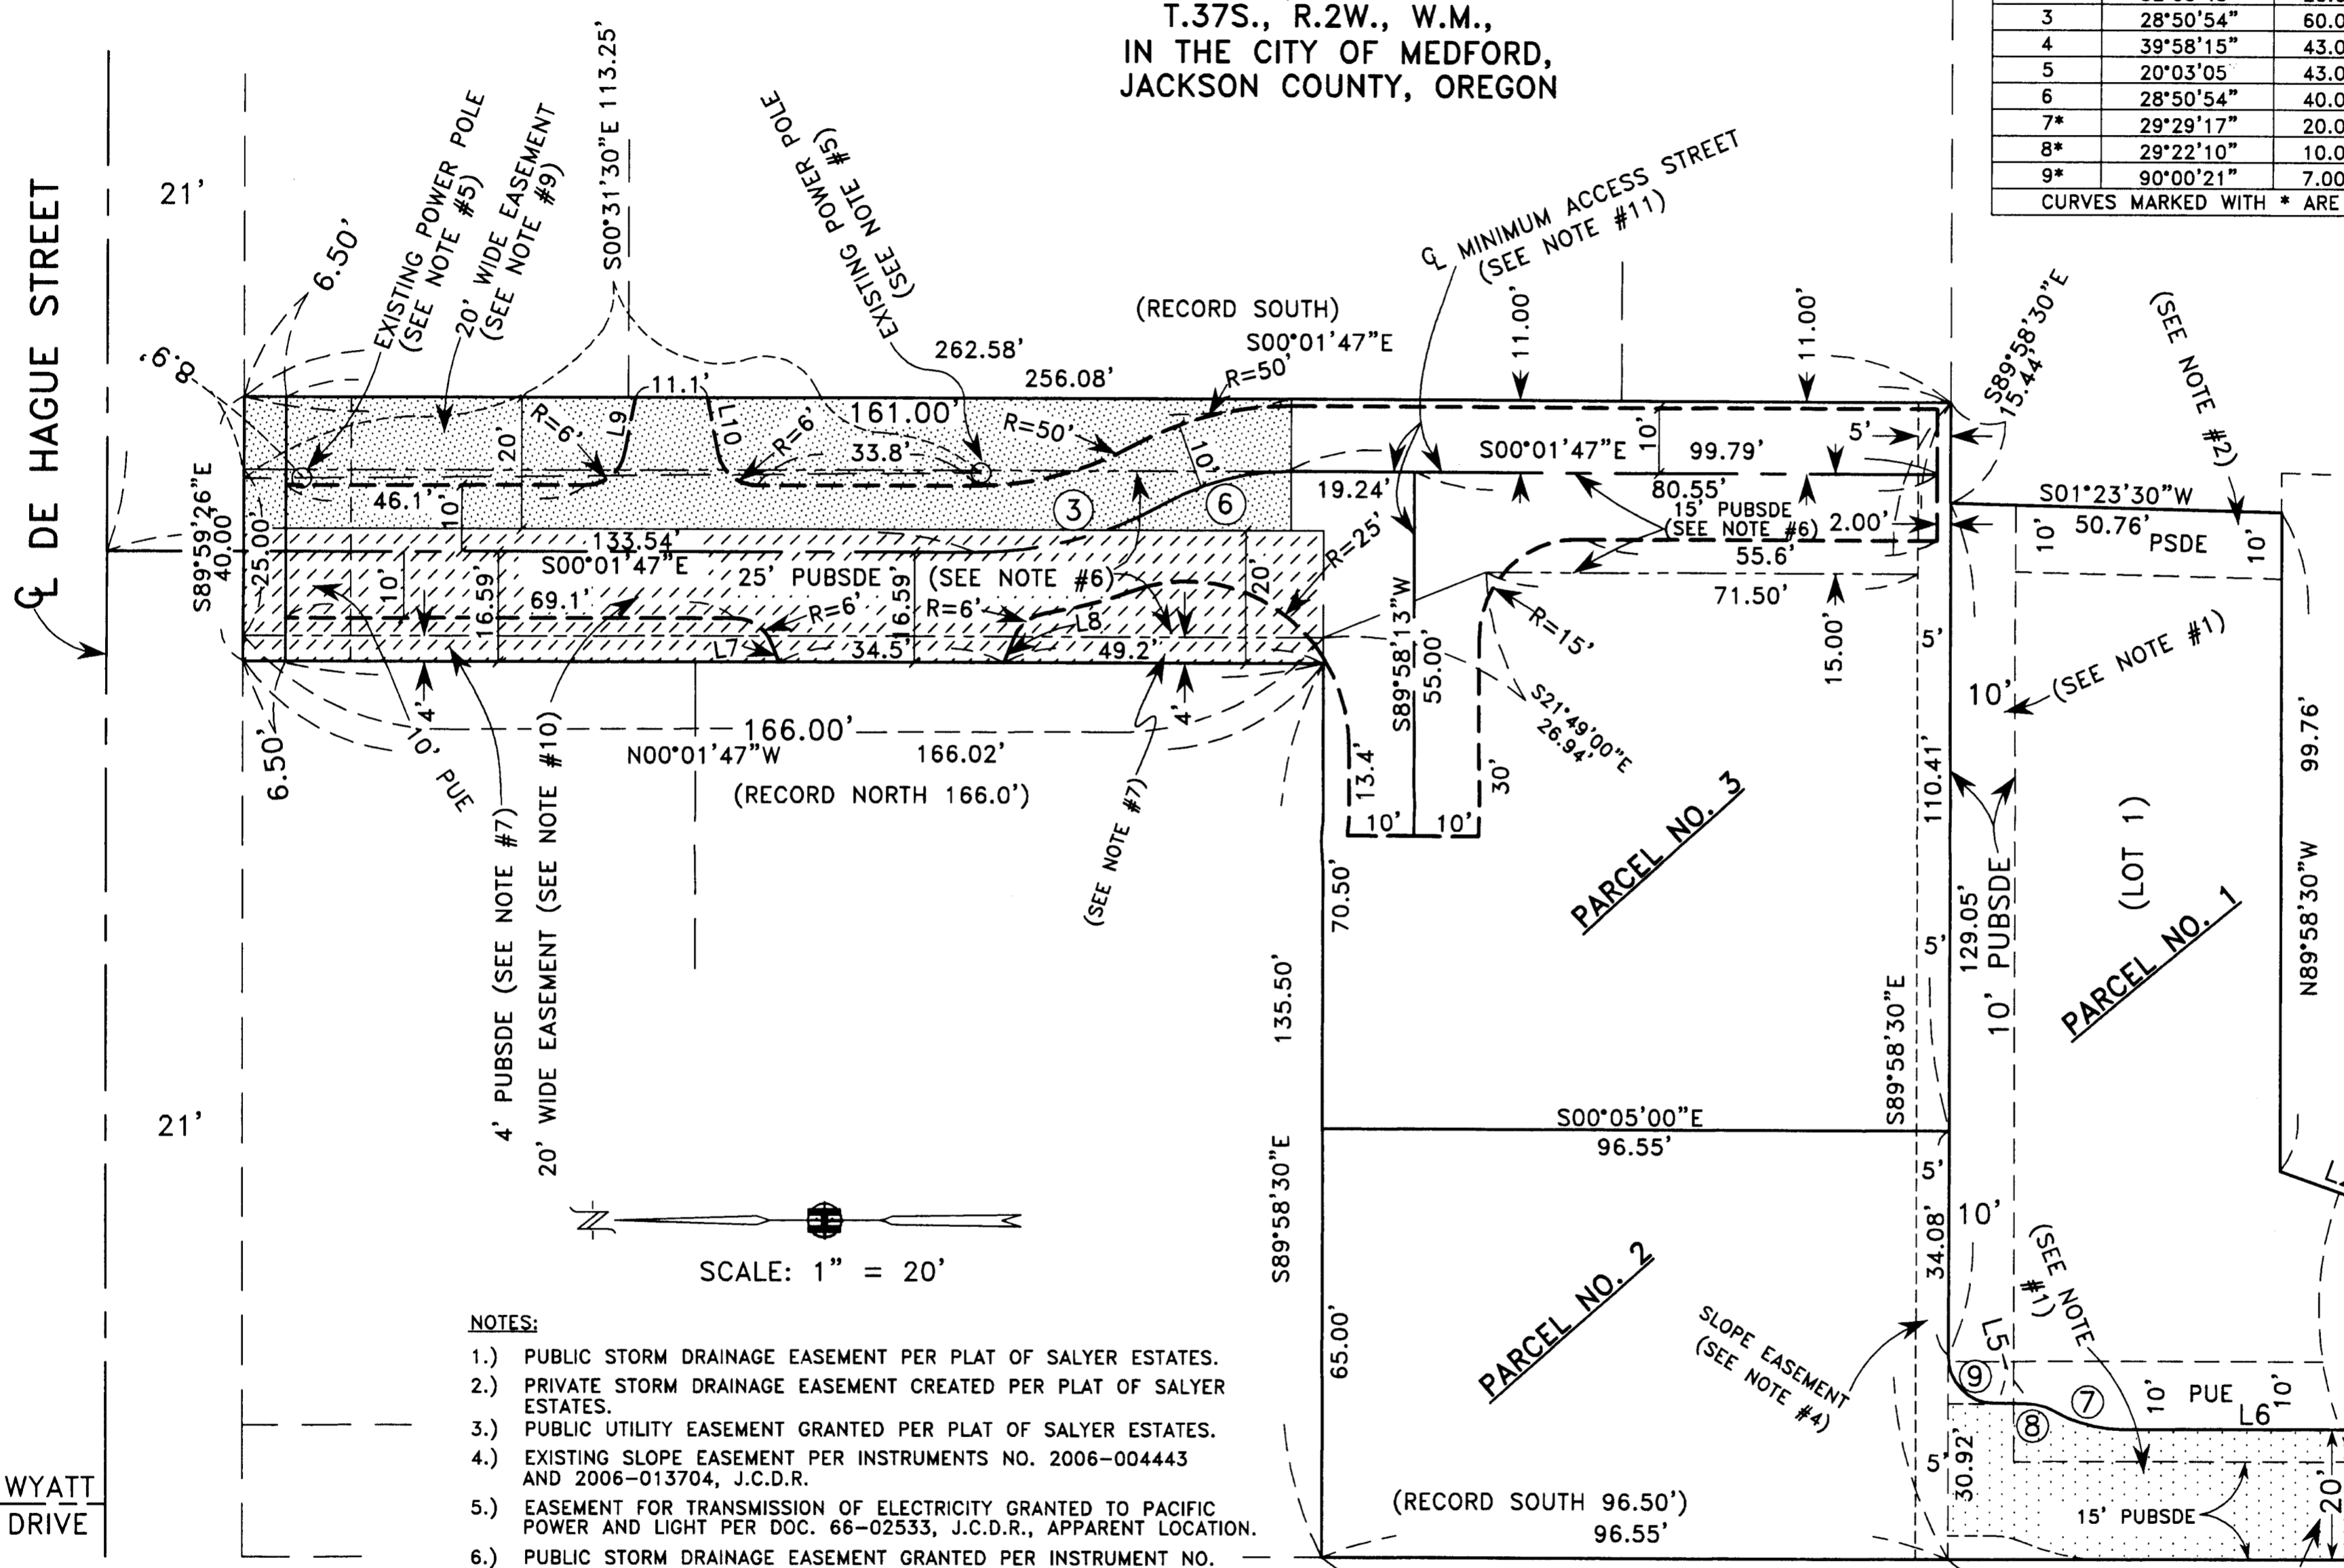 T.37S., R.2W., W.M.,
IN THE CITY OF MEDFORD,
JACKSON COUNTY, OREGON
3 28°50'54" 60.0
4 39°58'15" 43.0
5 20°03'05" 43.0
6 28°50'54" 40.0
7* 29°29'17" 20.0
8* 29°22'10" 10.0
9* 90°00'21" 7.00
CURVES MARKED WITH * ARE
℄ DE HAGUE STREET
21'
6.50'
8.9'
EXISTING POWER POLE
(SEE NOTE #5)
20' WIDE EASEMENT
(SEE NOTE #9)
S00°31'30"E 113.25'
EXISTING POWER POLE
(SEE NOTE #5)
℄ MINIMUM ACCESS STREET
(SEE NOTE #11)
(RECORD SOUTH)
S00°01'47"E
262.58'
256.08'
R=50'
11.00'
11.00'
S89°58'30"E
15.44'
(SEE NOTE #2)
11.1'
161.00'
R=6'
L9
L10
R=6'
33.8'
R=50'
20'
10'
10'
S00°01'47"E 99.79'
5'
46.1'
10'
3
6
19.24'
80.55'
15' PUBSDE
(SEE NOTE #6)
2.00'
55.6'
71.50'
S01°23'30"W
50.76'
10'
PSDE
10'
S89°59'26"E
40.00'
25.00'
133.54'
S00°01'47"E
25' PUBSDE
(SEE NOTE #6)
10'
69.1'
16.59'
16.59'
R=6'
R=6'
20'
R=25'
L7
34.5'
L8
49.2'
4'
4'
S89°58'13"W
55.00'
R=15'
15.00'
S21°49'00"E
26.94'
5'
10'
(SEE NOTE #1)
6.50'
10' PUE
166.00'
N00°01'47"W 166.02'
(RECORD NORTH 166.0')
(SEE NOTE #7)
13.4'
10' 10'
30'
110.41'
99.76'
N89°58'30"W
4' PUBSDE (SEE NOTE #7)
20' WIDE EASEMENT (SEE NOTE #10)
70.50'
135.50'
PARCEL NO. 3
5'
129.05'
PUBSDE
10'
(LOT 1)
PARCEL NO. 1
S89°58'30"E
21'
S89°58'30"E
S00°05'00"E
96.55'
5'
34.08'
10'
(SEE NOTE
#1)
SCALE: 1" = 20'
65.00'
PARCEL NO. 2
SLOPE EASEMENT
(SEE NOTE #4)
L5
9
8
7
10'
PUE
10'
L6
5'
30.92'
15' PUBSDE
20'
(RECORD SOUTH 96.50')
96.55'
WYATT
DRIVE
NOTES:
1.) PUBLIC STORM DRAINAGE EASEMENT PER PLAT OF SALYER ESTATES.
2.) PRIVATE STORM DRAINAGE EASEMENT CREATED PER PLAT OF SALYER
ESTATES.
3.) PUBLIC UTILITY EASEMENT GRANTED PER PLAT OF SALYER ESTATES.
4.) EXISTING SLOPE EASEMENT PER INSTRUMENTS NO. 2006-004443
AND 2006-013704, J.C.D.R.
5.) EASEMENT FOR TRANSMISSION OF ELECTRICITY GRANTED TO PACIFIC
POWER AND LIGHT PER DOC. 66-02533, J.C.D.R., APPARENT LOCATION.
6.) PUBLIC STORM DRAINAGE EASEMENT GRANTED PER INSTRUMENT NO.